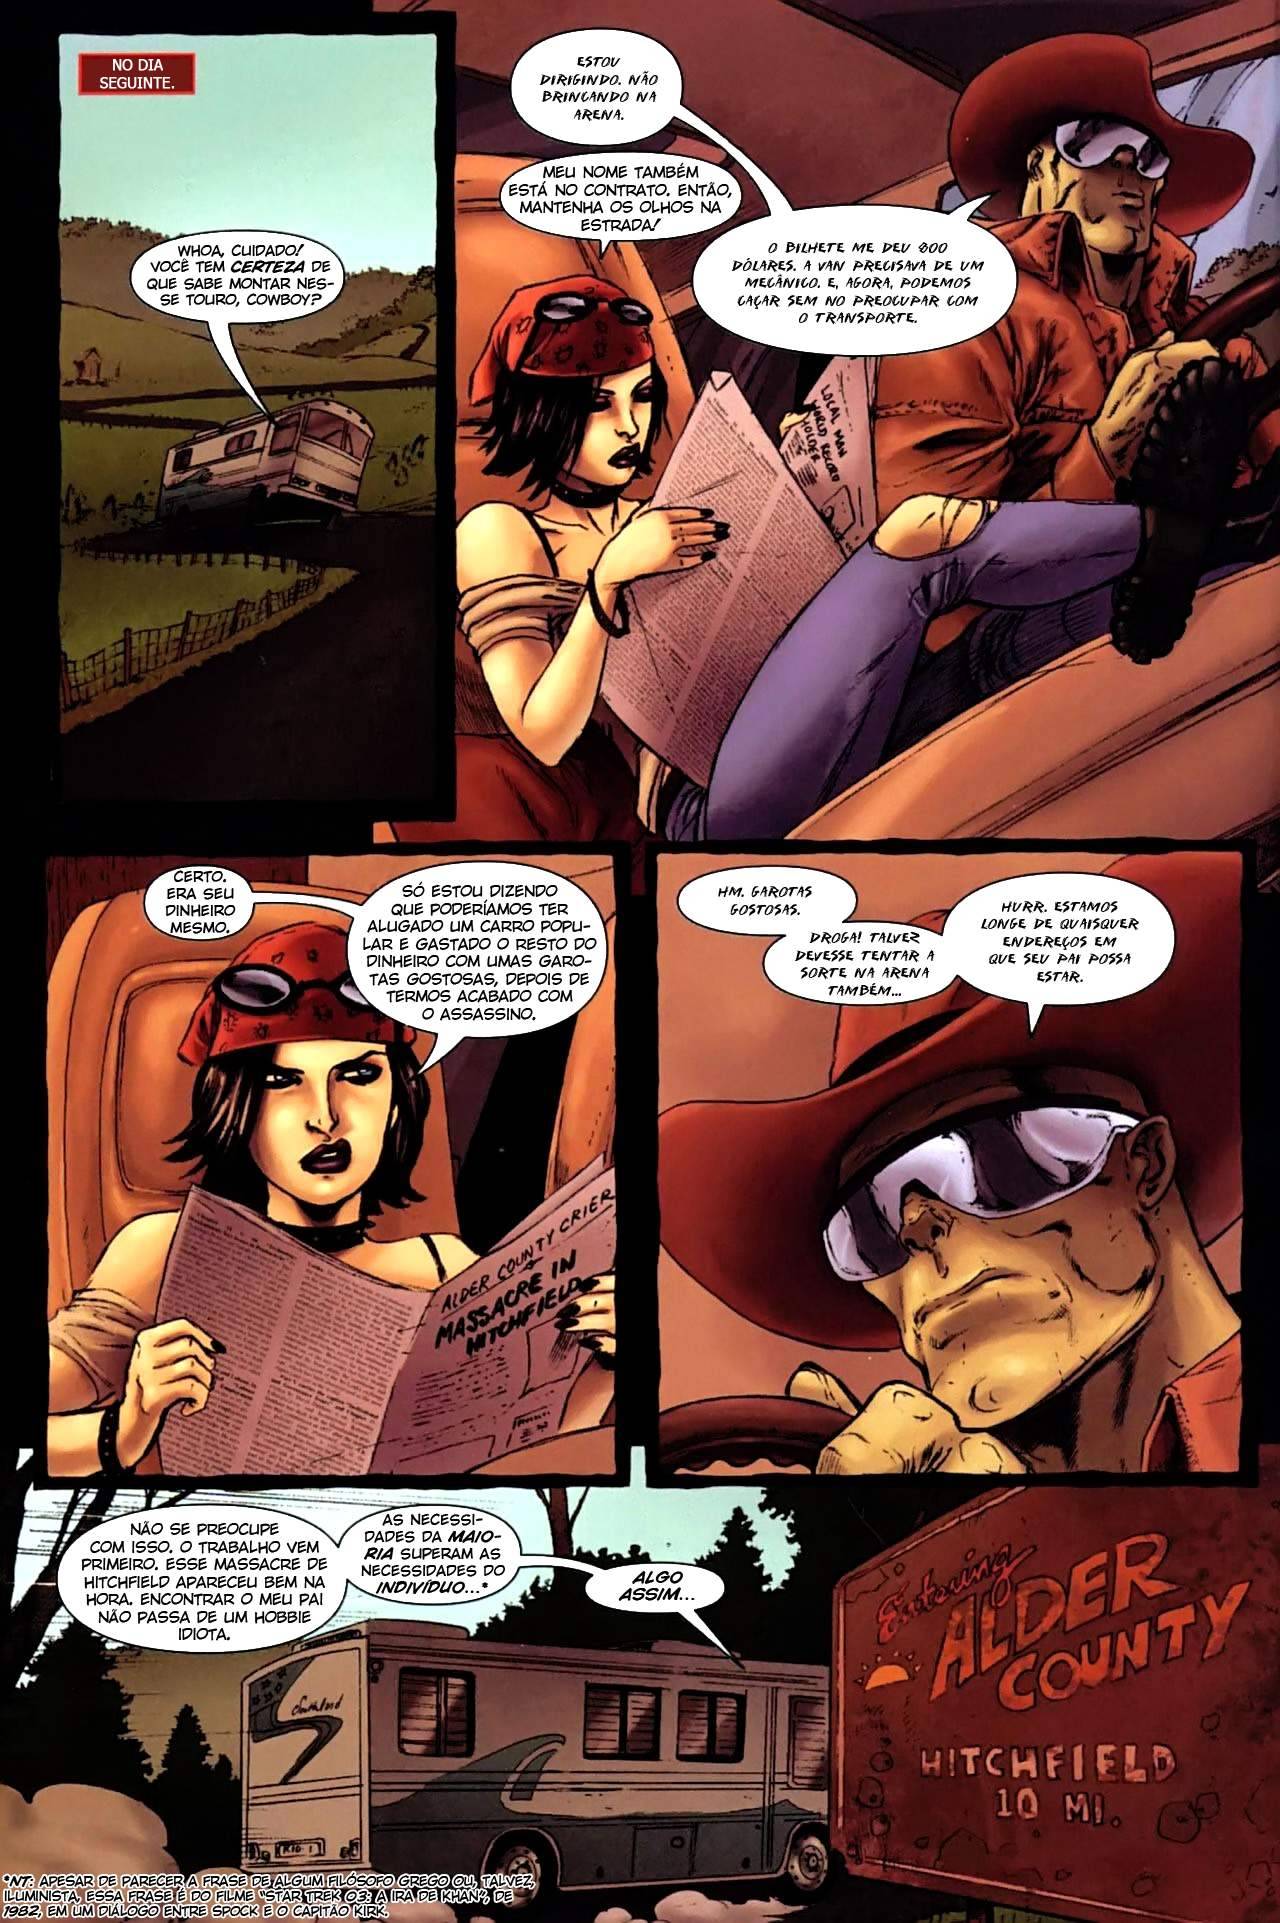 NO DIA
SEGUINTE.
WHOA, CUIDADO!
VOCÊ TEM CERTEZA DE
QUE SABE MONTAR NES-
SE TOURO, COWBOY?
ESTOU
DIRIGINDO. NÃO
BRINCANDO NA
ARENA.
MEU NOME TAMBÉM
ESTÁ NO CONTRATO. ENTÃO,
MANTENHA OS OLHOS NA
ESTRADA!
O BILHETE ME DEU 800
DÓLARES. A VAN PRECISAVA DE UM
MECÂNICO. E, AGORA, PODEMOS
CAÇAR SEM NO PREOCUPAR COM
O TRANSPORTE.
LOCAL MAN
WORLD RECORD
HOLDER
CERTO.
ERA SEU
DINHEIRO
MESMO.
SÓ ESTOU DIZENDO
QUE PODERÍAMOS TER
ALUGADO UM CARRO POPU-
LAR E GASTADO O RESTO DO
DINHEIRO COM UMAS GARO-
TAS GOSTOSAS, DEPOIS DE
TERMOS ACABADO COM
O ASSASSINO.
ALDER COUNTY CRIER
MASSACRE IN
HITCHFIELD
HM. GAROTAS
GOSTOSAS.
DROGA! TALVEZ
DEVESSE TENTAR A
SORTE NA ARENA
TAMBÉM...
HURR. ESTAMOS
LONGE DE QUAISQUER
ENDEREÇOS EM
QUE SEU PAI POSSA
ESTAR.
NÃO SE PREOCUPE
COM ISSO. O TRABALHO VEM
PRIMEIRO. ESSE MASSACRE DE
HITCHFIELD APARECEU BEM NA
HORA. ENCONTRAR O MEU PAI
NÃO PASSA DE UM HOBBIE
IDIOTA.
AS NECESSI-
DADES DA MAIO-
RIA SUPERAM AS
NECESSIDADES DO
INDIVÍDUO...*
ALGO
ASSIM...
Southwind
Entering
ALDER
COUNTY
HITCHFIELD
10 MI.
*NT: APESAR DE PARECER A FRASE DE ALGUM FILÓSOFO GREGO OU, TALVEZ,
ILUMINISTA, ESSA FRASE É DO FILME "STAR TREK 03: A IRA DE KHAN", DE
1982, EM UM DIÁLOGO ENTRE SPOCK E O CAPITÃO KIRK.